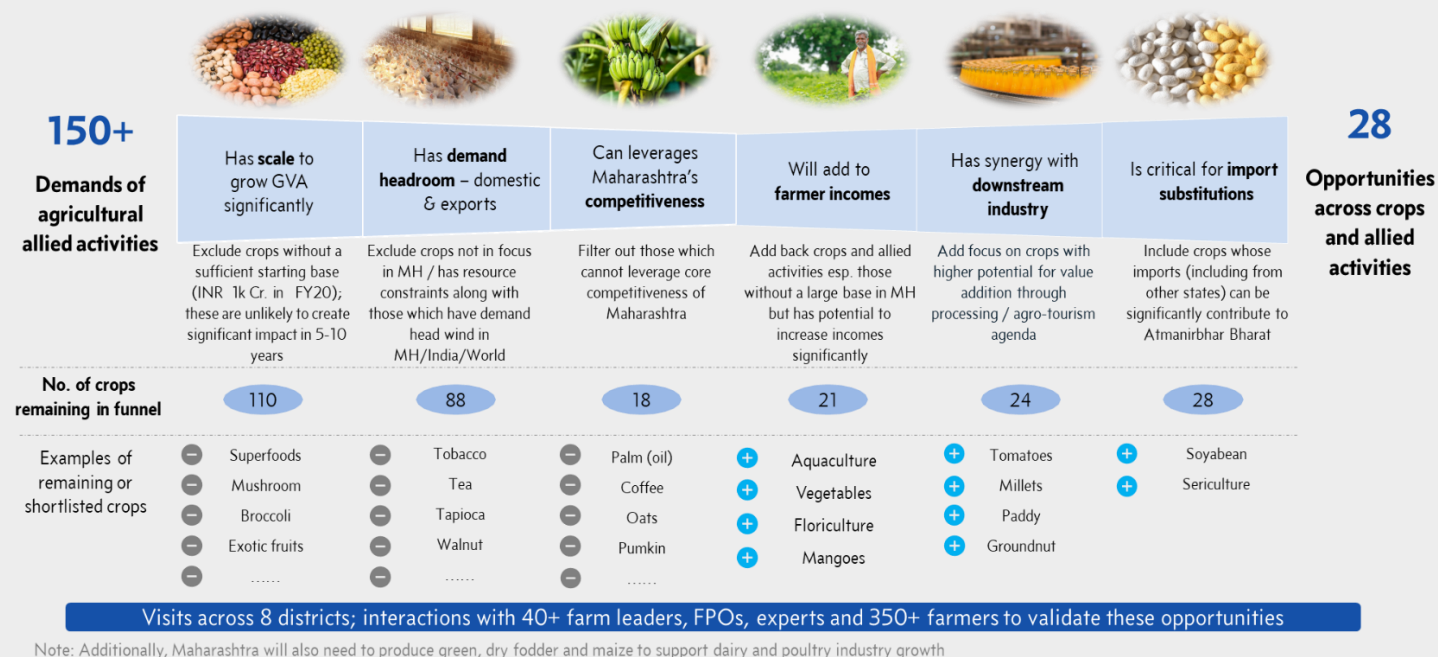 150+
Demands of
agricultural
allied activities
Has scale to
grow GVA
significantly
Exclude crops without a
sufficient starting base
(INR 1k Cr. in FY20);
these are unlikely to create
significant impact in 5-10
years
Has demand
headroom – domestic
& exports
Exclude crops not in focus
in MH / has resource
constraints along with
those which have demand
head wind in
MH/India/World
Can leverages
Maharashtra's
competitiveness
Filter out those which
cannot leverage core
competitiveness of
Maharashtra
Will add to
farmer incomes
Add back crops and allied
activities esp. those
without a large base in MH
but has potential to
increase incomes
significantly
Has synergy with
downstream
industry
Add focus on crops with
higher potential for value
addition through
processing / agro-tourism
agenda
Is critical for import
substitutions
Include crops whose
imports (including from
other states) can be
significantly contribute to
Atmanirbhar Bharat
28
Opportunities
across crops
and allied
activities
No. of crops
remaining in funnel
110
88
18
21
24
28
Examples of
remaining or
shortlisted crops
Superfoods
Mushroom
Broccoli
Exotic fruits
......
Tobacco
Tea
Tapioca
Walnut
......
Palm (oil)
Coffee
Oats
Pumkin
......
Aquaculture
Vegetables
Floriculture
Mangoes
Tomatoes
Millets
Paddy
Groundnut
Soyabean
Sericulture
Visits across 8 districts; interactions with 40+ farm leaders, FPOs, experts and 350+ farmers to validate these opportunities
Note: Additionally, Maharashtra will also need to produce green, dry fodder and maize to support dairy and poultry industry growth